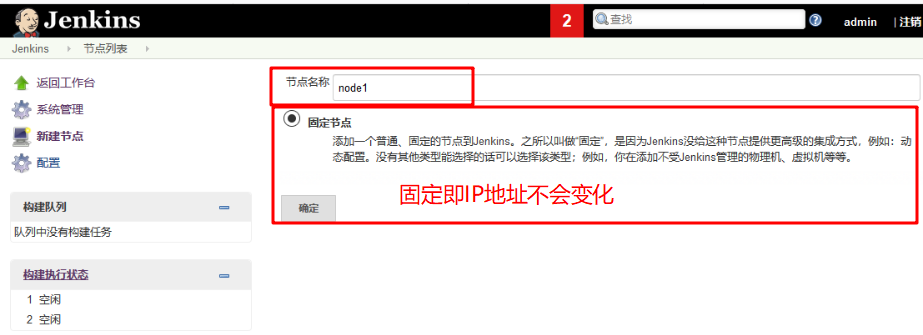 Jenkins
2
查找
admin
| 注销
Jenkins
节点列表
返回工作台
系统管理
新建节点
配置
构建队列
队列中没有构建任务
构建执行状态
1 空闲
2 空闲
节点名称
node1
固定节点
添加一个普通、固定的节点到Jenkins。之所以叫做“固定”，是因为Jenkins没给这种节点提供更高级的集成方式，例如：动
态配置。没有其他类型能选择的话可以选择该类型；例如，你在添加不受Jenkins管理的物理机、虚拟机等等。
固定即IP地址不会变化
确定